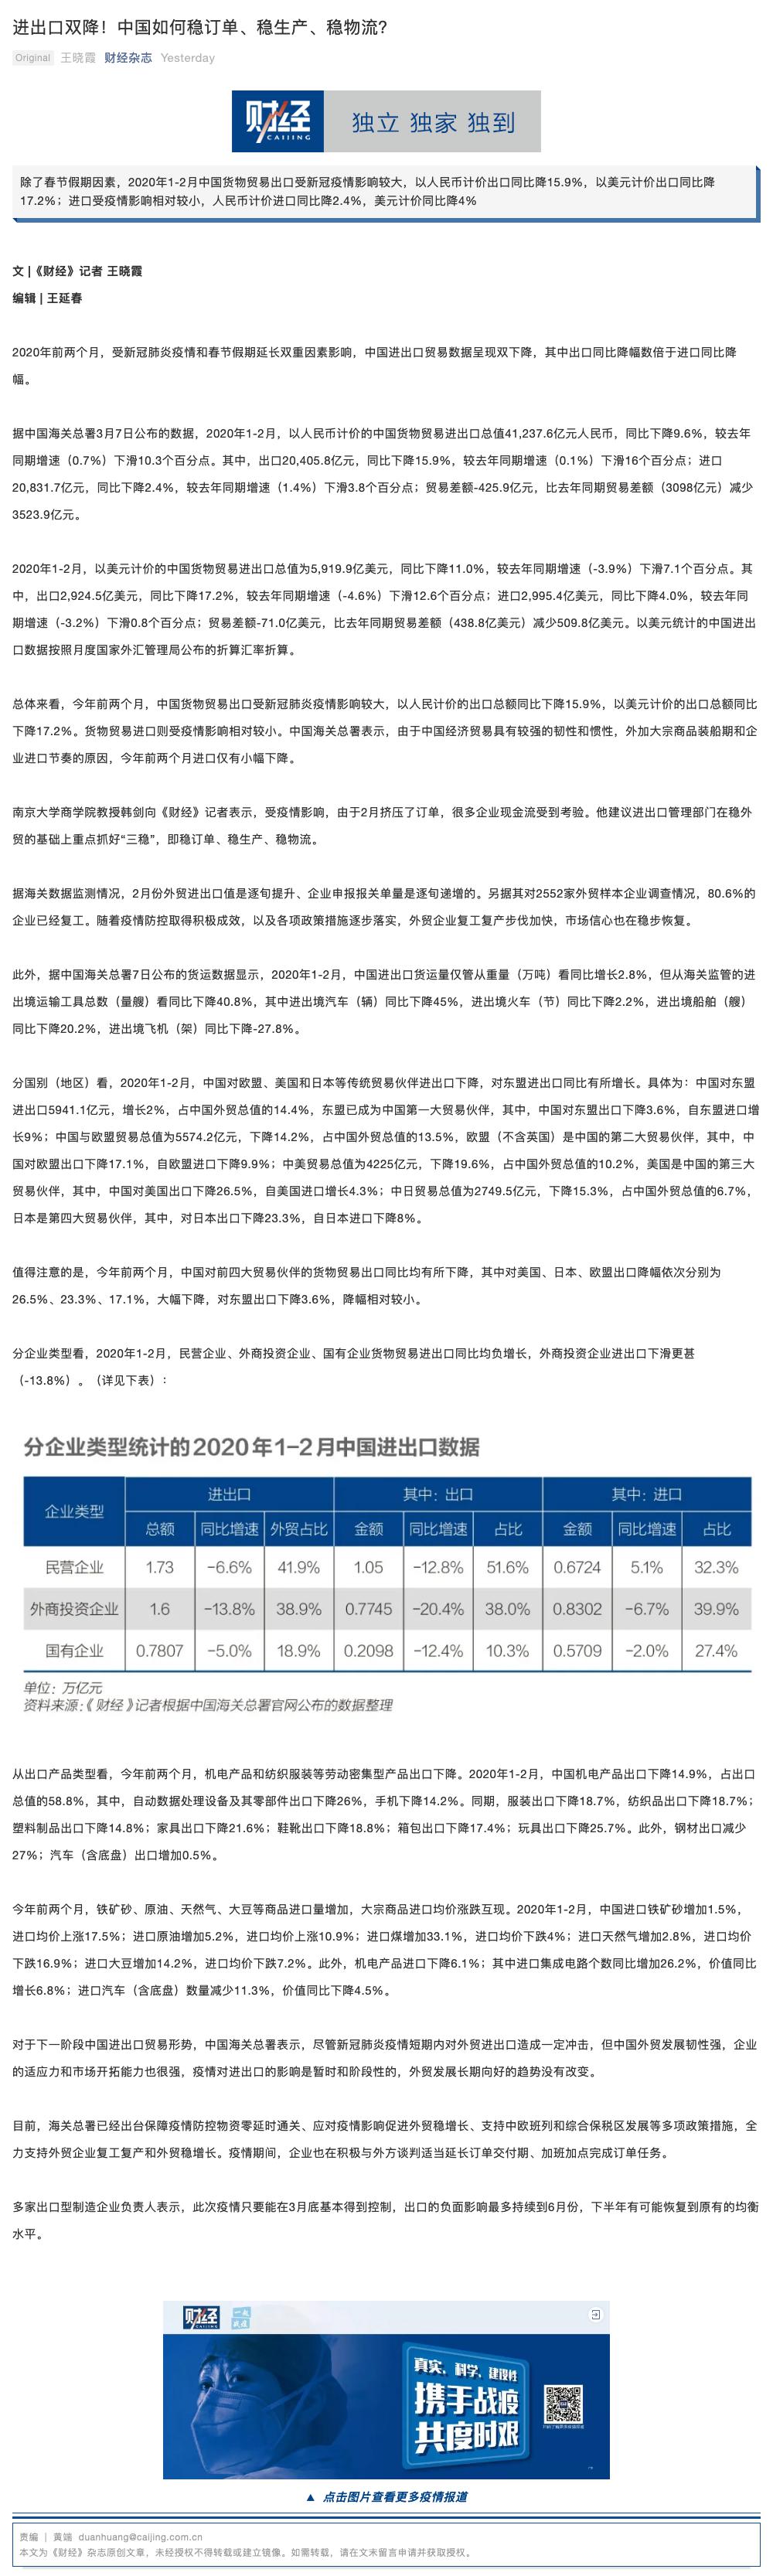 进出口双降！中国如何稳订单、稳生产、稳物流？
Original 王晓霞 财经杂志 Yesterday
财经
CAIJING
独立 独家 独到
除了春节假期因素，2020年1-2月中国货物贸易出口受新冠疫情影响较大，以人民币计价出口同比降15.9%，以美元计价出口同比降
17.2%；进口受疫情影响相对较小，人民币计价进口同比降2.4%，美元计价同比降4%
文 |《财经》记者 王晓霞
编辑 | 王延春
2020年前两个月，受新冠肺炎疫情和春节假期延长双重因素影响，中国进出口贸易数据呈现双下降，其中出口同比降幅数倍于进口同比降
幅。
据中国海关总署3月7日公布的数据，2020年1-2月，以人民币计价的中国货物贸易进出口总值41,237.6亿元人民币，同比下降9.6%，较去年
同期增速（0.7%）下滑10.3个百分点。其中，出口20,405.8亿元，同比下降15.9%，较去年同期增速（0.1%）下滑16个百分点；进口
20,831.7亿元，同比下降2.4%，较去年同期增速（1.4%）下滑3.8个百分点；贸易差额-425.9亿元，比去年同期贸易差额（3098亿元）减少
3523.9亿元。
2020年1-2月，以美元计价的中国货物贸易进出口总值为5,919.9亿美元，同比下降11.0%，较去年同期增速（-3.9%）下滑7.1个百分点。其
中，出口2,924.5亿美元，同比下降17.2%，较去年同期增速（-4.6%）下滑12.6个百分点；进口2,995.4亿美元，同比下降4.0%，较去年同
期增速（-3.2%）下滑0.8个百分点；贸易差额-71.0亿美元，比去年同期贸易差额（438.8亿美元）减少509.8亿美元。以美元统计的中国进出
口数据按照月度国家外汇管理局公布的折算汇率折算。
总体来看，今年前两个月，中国货物贸易出口受新冠肺炎疫情影响较大，以人民计价的出口总额同比下降15.9%，以美元计价的出口总额同比
下降17.2%。货物贸易进口则受疫情影响相对较小。中国海关总署表示，由于中国经济贸易具有较强的韧性和惯性，外加大宗商品装船期和企
业进口节奏的原因，今年前两个月进口仅有小幅下降。
南京大学商学院教授韩剑向《财经》记者表示，受疫情影响，由于2月挤压了订单，很多企业现金流受到考验。他建议进出口管理部门在稳外
贸的基础上重点抓好“三稳”，即稳订单、稳生产、稳物流。
据海关数据监测情况，2月份外贸进出口值是逐旬提升、企业申报报关单量是逐旬递增的。另据其对2552家外贸样本企业调查情况，80.6%的
企业已经复工。随着疫情防控取得积极成效，以及各项政策措施逐步落实，外贸企业复工复产步伐加快，市场信心也在稳步恢复。
此外，据中国海关总署7日公布的货运数据显示，2020年1-2月，中国进出口货运量仅管从重量（万吨）看同比增长2.8%，但从海关监管的进
出境运输工具总数（量艘）看同比下降40.8%，其中进出境汽车（辆）同比下降45%，进出境火车（节）同比下降2.2%，进出境船舶（艘）
同比下降20.2%，进出境飞机（架）同比下降-27.8%。
分国别（地区）看，2020年1-2月，中国对欧盟、美国和日本等传统贸易伙伴进出口下降，对东盟进出口同比有所增长。具体为：中国对东盟
进出口5941.1亿元，增长2%，占中国外贸总值的14.4%，东盟已成为中国第一大贸易伙伴，其中，中国对东盟出口下降3.6%，自东盟进口增
长9%；中国与欧盟贸易总值为5574.2亿元，下降14.2%，占中国外贸总值的13.5%，欧盟（不含英国）是中国的第二大贸易伙伴，其中，中
国对欧盟出口下降17.1%，自欧盟进口下降9.9%；中美贸易总值为4225亿元，下降19.6%，占中国外贸总值的10.2%，美国是中国的第三大
贸易伙伴，其中，中国对美国出口下降26.5%，自美国进口增长4.3%；中日贸易总值为2749.5亿元，下降15.3%，占中国外贸总值的6.7%，
日本是第四大贸易伙伴，其中，对日本出口下降23.3%，自日本进口下降8%。
值得注意的是，今年前两个月，中国对前四大贸易伙伴的货物贸易出口同比均有所下降，其中对美国、日本、欧盟出口降幅依次分别为
26.5%、23.3%、17.1%，大幅下降，对东盟出口下降3.6%，降幅相对较小。
分企业类型看，2020年1-2月，民营企业、外商投资企业、国有企业货物贸易进出口同比均负增长，外商投资企业进出口下滑更甚
（-13.8%）。（详见下表）：
分企业类型统计的2020年1-2月中国进出口数据
企业类型 进出口 其中：出口 其中：进口
总额 同比增速 外贸占比 金额 同比增速 占比 金额 同比增速 占比
民营企业 1.73 -6.6% 41.9% 1.05 -12.8% 51.6% 0.6724 5.1% 32.3%
外商投资企业 1.6 -13.8% 38.9% 0.7745 -20.4% 38.0% 0.8302 -6.7% 39.9%
国有企业 0.7807 -5.0% 18.9% 0.2098 -12.4% 10.3% 0.5709 -2.0% 27.4%
单位：万亿元
资料来源：《财经》记者根据中国海关总署官网公布的数据整理
从出口产品类型看，今年前两个月，机电产品和纺织服装等劳动密集型产品出口下降。2020年1-2月，中国机电产品出口下降14.9%，占出口
总值的58.8%，其中，自动数据处理设备及其零部件出口下降26%，手机下降14.2%。同期，服装出口下降18.7%，纺织品出口下降18.7%；
塑料制品出口下降14.8%；家具出口下降21.6%；鞋靴出口下降18.8%；箱包出口下降17.4%；玩具出口下降25.7%。此外，钢材出口减少
27%；汽车（含底盘）出口增加0.5%。
今年前两个月，铁矿砂、原油、天然气、大豆等商品进口量增加，大宗商品进口均价涨跌互现。2020年1-2月，中国进口铁矿砂增加1.5%，
进口均价上涨17.5%；进口原油增加5.2%，进口均价上涨10.9%；进口煤增加33.1%，进口均价下跌4%；进口天然气增加2.8%，进口均价
下跌16.9%；进口大豆增加14.2%，进口均价下跌7.2%。此外，机电产品进口下降6.1%；其中进口集成电路个数同比增加26.2%，价值同比
增长6.8%；进口汽车（含底盘）数量减少11.3%，价值同比下降4.5%。
对于下一阶段中国进出口贸易形势，中国海关总署表示，尽管新冠肺炎疫情短期内对外贸进出口造成一定冲击，但中国外贸发展韧性强，企业
的适应力和市场开拓能力也很强，疫情对进出口的影响是暂时和阶段性的，外贸发展长期向好的趋势没有改变。
目前，海关总署已经出台保障疫情防控物资零延时通关、应对疫情影响促进外贸稳增长、支持中欧班列和综合保税区发展等多项政策措施，全
力支持外贸企业复工复产和外贸稳增长。疫情期间，企业也在积极与外方谈判适当延长订单交付期、加班加点完成订单任务。
多家出口型制造企业负责人表示，此次疫情只要能在3月底基本得到控制，出口的负面影响最多持续到6月份，下半年有可能恢复到原有的均衡
水平。
财经
CAIJING
真实、科学、建设性
携手战疫
共度时艰
▲ 点击图片查看更多疫情报道
责编 | 黄端 duanhuang@caijing.com.cn
本文为《财经》杂志原创文章，未经授权不得转载或建立镜像。如需转载，请在文末留言申请并获取授权。